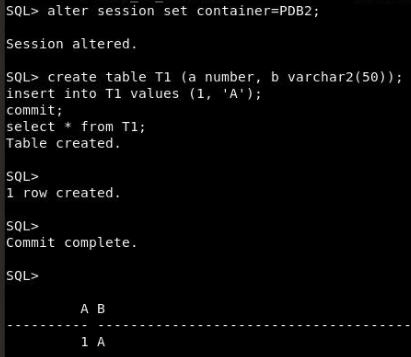 SQL> alter session set container=PDB2;
Session altered.
SQL> create table T1 (a number, b varchar2(50));
insert into T1 values (1, 'A');
commit;
select * from T1;
Table created.
SQL>
1 row created.
SQL>
Commit complete.
SQL>
A B
---------- ---------------------------------------
1 A